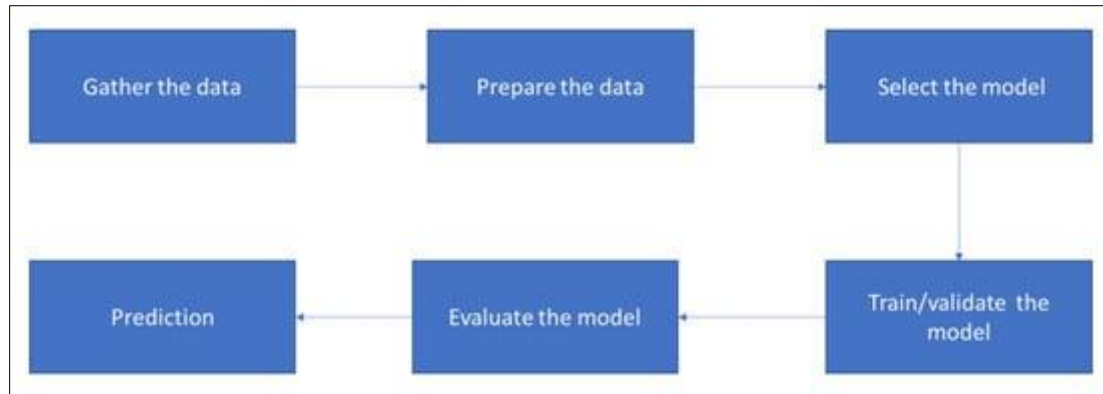 Gather the data
Prepare the data
Select the model
Train/validate the
model
Evaluate the model
Prediction